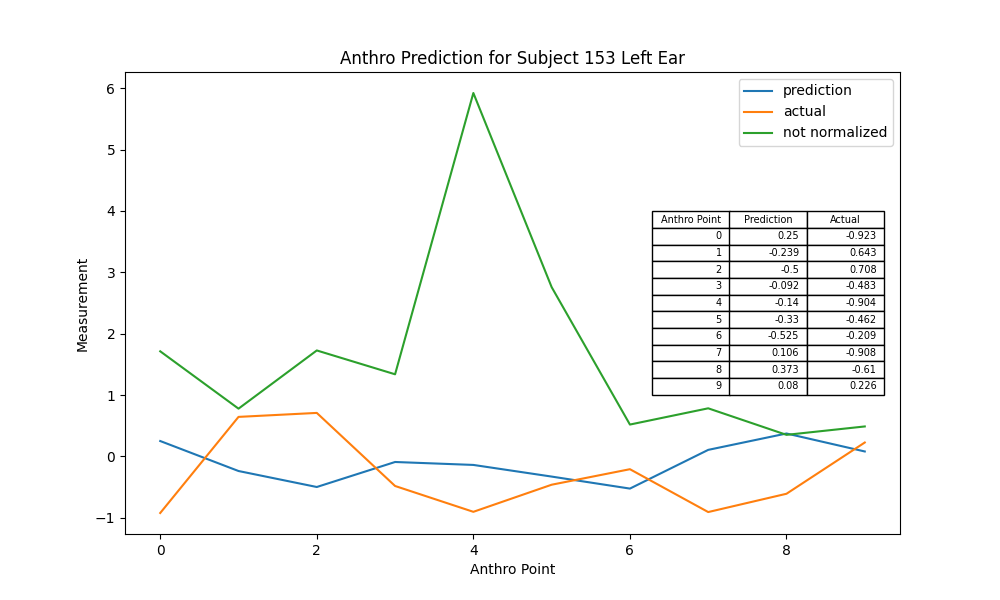 Anthro Prediction for Subject 153 Left Ear
prediction
actual
not normalized
Measurement
6
5
4
3
2
1
0
−1
Anthro Point Prediction Actual
0 0.25 -0.923
1 -0.239 0.643
2 -0.5 0.708
3 -0.092 -0.483
4 -0.14 -0.904
5 -0.33 -0.462
6 -0.525 -0.209
7 0.106 -0.908
8 0.373 -0.61
9 0.08 0.226
0 2 4 6 8
Anthro Point